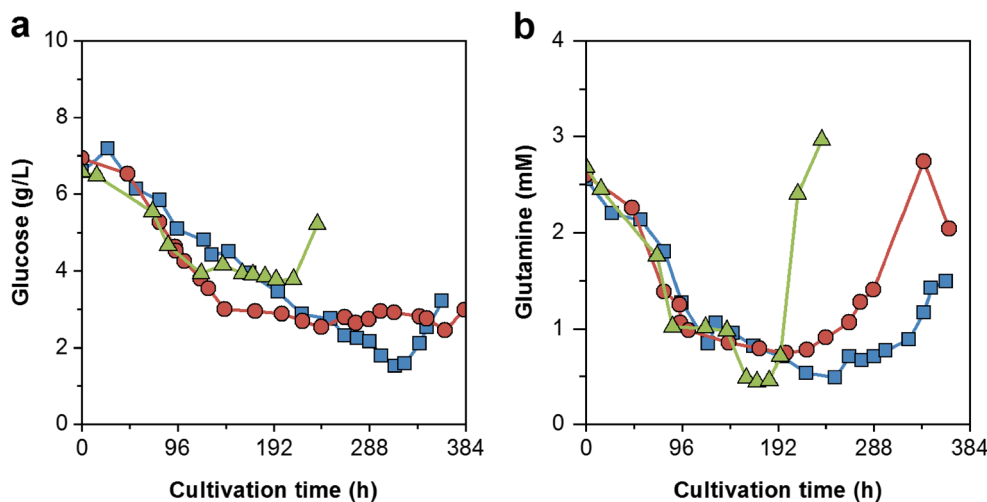 a
10
8
6
4
2
0
Glucose (g/L)
0 96 192 288 384
Cultivation time (h)
b
4
3
2
1
0
Glutamine (mM)
0 96 192 288 384
Cultivation time (h)